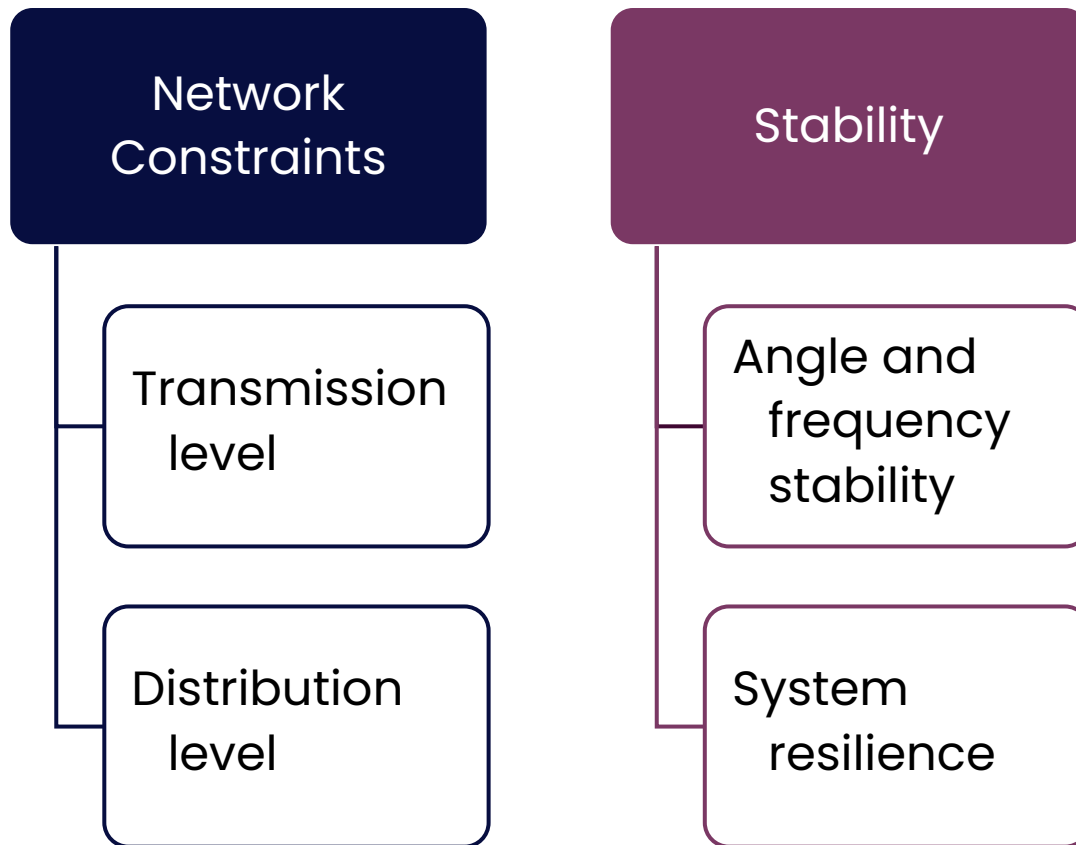 Network
Constraints
Transmission
level
Distribution
level
Stability
Angle and
frequency
stability
System
resilience